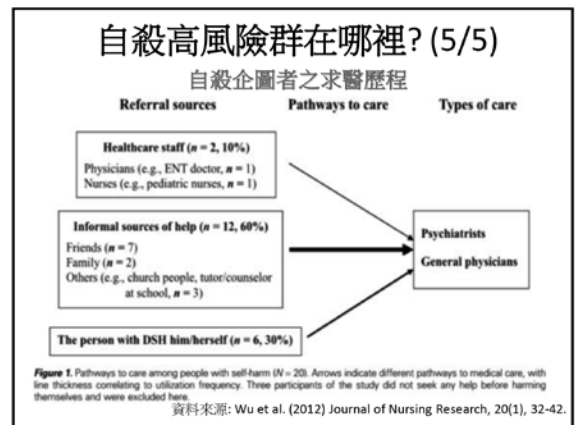 自殺高風險群在哪裡? (5/5)
自殺企圖者之求醫歷程
Referral sources
Pathways to care
Types of care
Healthcare staff (n = 2, 10%)
Physicians (e.g., ENT doctor, n = 1)
Nurses (e.g., pediatric nurses, n = 1)
Informal sources of help (n = 12, 60%)
Friends (n = 7)
Family (n = 2)
Others (e.g., church people, tutor/counselor
at school, n = 3)
The person with DSH him/herself (n = 6, 30%)
Psychiatrists
General physicians
Figure 1. Pathways to care among people with self-harm (N = 20). Arrows indicate different pathways to medical care, with
line thickness correlating to utilization frequency. Three participants of the study did not seek any help before harming
themselves and were excluded here.
資料來源: Wu et al. (2012) Journal of Nursing Research, 20(1), 32-42.